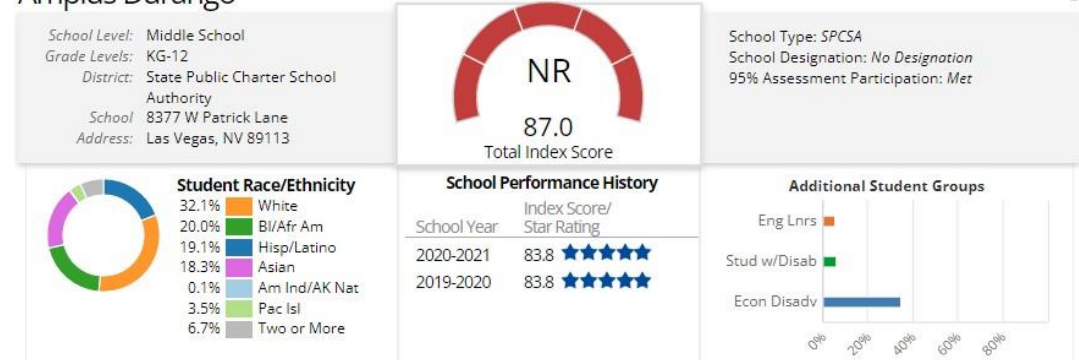 Amplus Durango
School Level: Middle School
Grade Levels: KG-12
District: State Public Charter School
Authority
School 8377 W Patrick Lane
Address: Las Vegas, NV 89113
NR
87.0
Total Index Score
School Type: SPCSA
School Designation: No Designation
95% Assessment Participation: Met
Student Race/Ethnicity
32.1% White
20.0% Bl/Afr Am
19.1% Hisp/Latino
18.3% Asian
0.1% Am Ind/AK Nat
3.5% Pac Isl
6.7% Two or More
School Performance History
School Year Index Score/
Star Rating
2020-2021 83.8
2019-2020 83.8
Additional Student Groups
Eng Lnrs
Stud w/Disab
Econ Disadv
0% 20% 40% 60% 80%